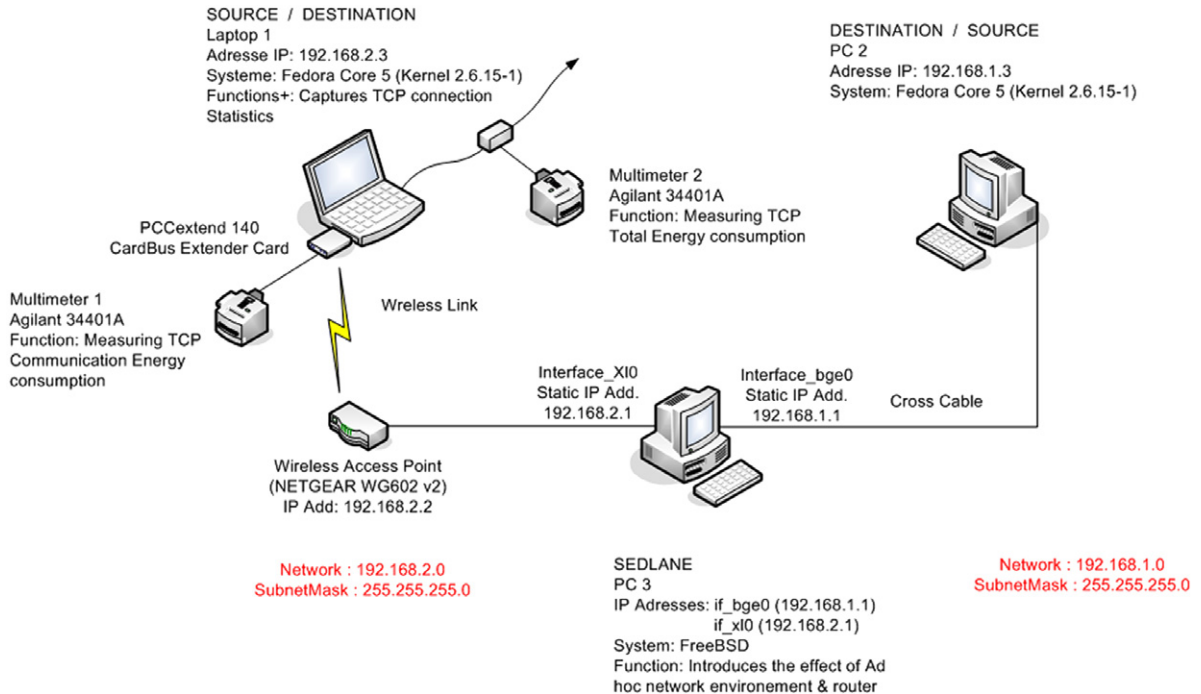 SOURCE / DESTINATION
Laptop 1
Adresse IP: 192.168.2.3
Systeme: Fedora Core 5 (Kernel 2.6.15-1)
Functions+: Captures TCP connection
Statistics
DESTINATION / SOURCE
PC 2
Adresse IP: 192.168.1.3
System: Fedora Core 5 (Kernel 2.6.15-1)
Multimeter 2
Agilant 34401A
Function: Measuring TCP
Total Energy consumption
PCCextend 140
CardBus Extender Card
Multimeter 1
Agilant 34401A
Function: Measuring TCP
Communication Energy
consumption
Wreless Link
Interface_Xl0
Static IP Add.
192.168.2.1
Interface_bge0
Static IP Add.
192.168.1.1
Cross Cable
Wireless Access Point
(NETGEAR WG602 v2)
IP Add: 192.168.2.2
Network : 192.168.2.0
SubnetMask : 255.255.255.0
SEDLANE
PC 3
IP Adresses: if_bge0 (192.168.1.1)
if_xl0 (192.168.2.1)
System: FreeBSD
Function: Introduces the effect of Ad
hoc network environement & router
Network : 192.168.1.0
SubnetMask : 255.255.255.0